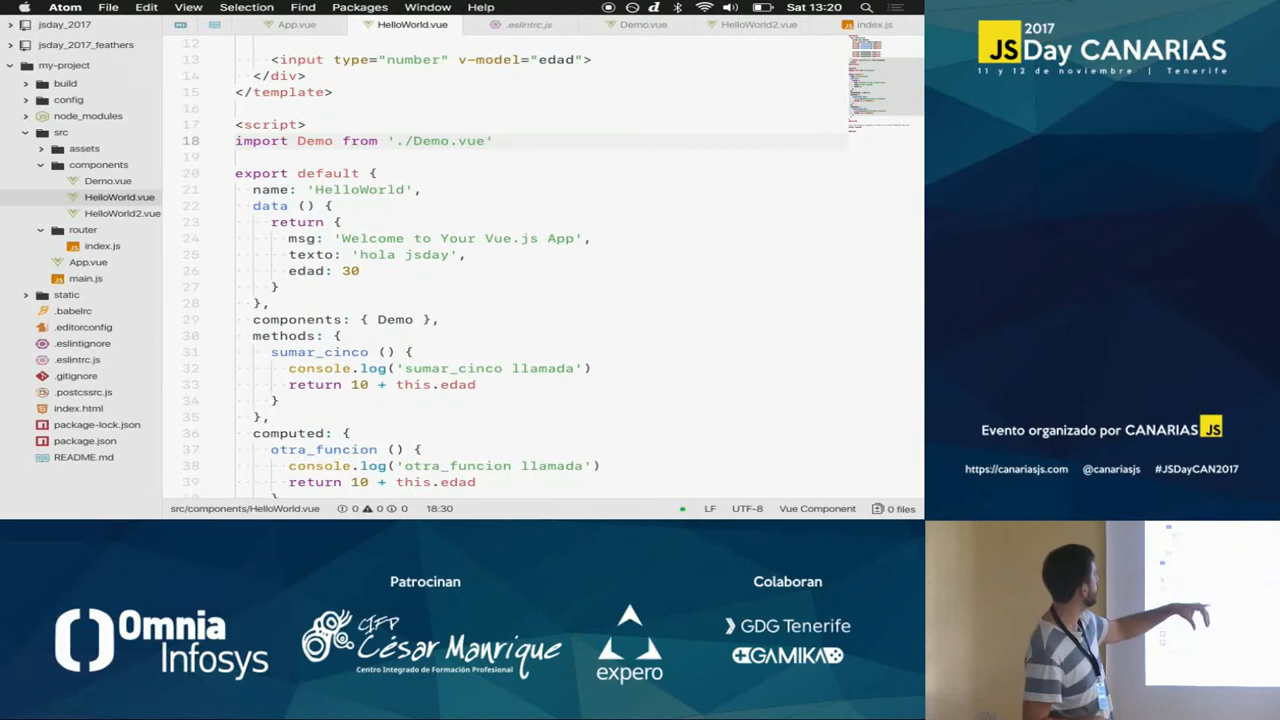 Atom File Edit View Selection Find Packages Window Help Sat 13:20
jsday_2017
jsday_2017_feathers
my-project
build
config
node_modules
src
assets
components
Demo.vue
HelloWorld.vue
HelloWorld2.vue
router
index.js
App.vue
main.js
static
.babelrc
.editorconfig
.eslintignore
.eslintrc.js
.gitignore
.postcssrc.js
index.html
package-lock.json
package.json
README.md
App.vue HelloWorld.vue .eslintrc.js Demo.vue HelloWorld2.vue index.js
12
13 <input type="number" v-model="edad">
14 </div>
15 </template>
16
17 <script>
18 import Demo from './Demo.vue'
19
20 export default {
21 name: 'HelloWorld',
22 data () {
23 return {
24 msg: 'Welcome to Your Vue.js App',
25 texto: 'hola jsday',
26 edad: 30
27 }
28 },
29 components: { Demo },
30 methods: {
31 sumar_cinco () {
32 console.log('sumar_cinco llamada')
33 return 10 + this.edad
34 }
35 },
36 computed: {
37 otra_funcion () {
38 console.log('otra_funcion llamada')
39 return 10 + this.edad
}
src/components/HelloWorld.vue 0 0 0 18:30 LF UTF-8 Vue Component 0 files
2017
JS Day CANARIAS
11 y 12 de noviembre | Tenerife
Evento organizado por CANARIAS JS
https://canariasjs.com @canariasjs #JSDayCAN2017
Patrocinan
Omnia
Infosys
CIFP
César Manrique
Centro Integrado de Formación Profesional
expero
Colaboran
GDG Tenerife
GAMIKA